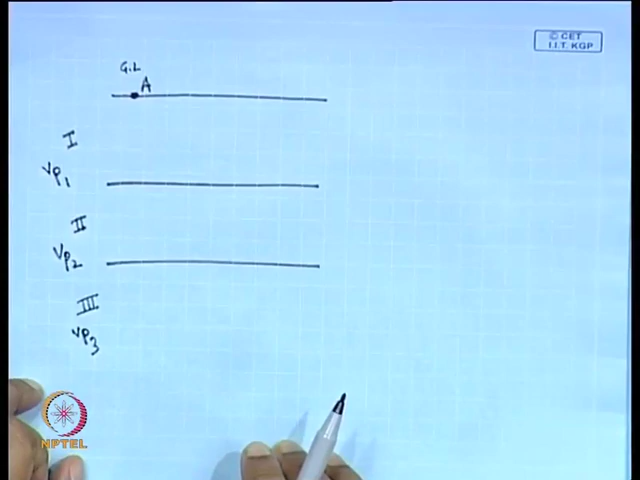 © CET
I.I.T. KGP
G.L
A
I
VP1
II
VP2
III
VP3
NPTEL